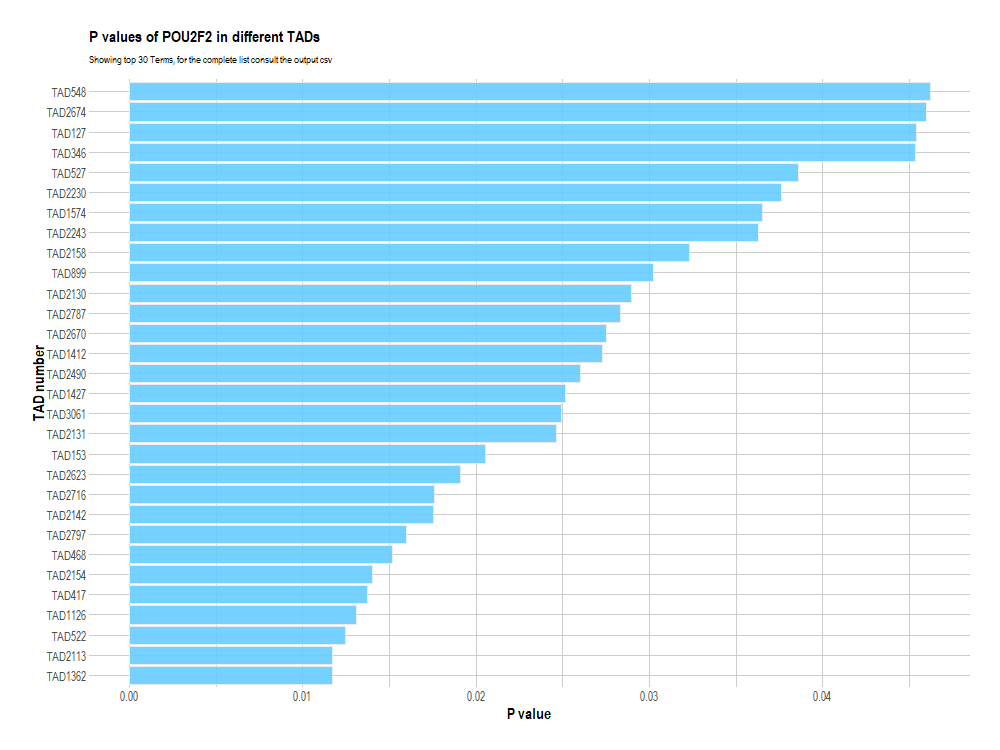 P values of POU2F2 in different TADs
Showing top 30 Terms, for the complete list consult the output csv
TAD548
TAD2674
TAD127
TAD346
TAD527
TAD2230
TAD1574
TAD2243
TAD2158
TAD899
TAD2130
TAD2787
TAD2670
TAD1412
TAD2490
TAD1427
TAD3061
TAD2131
TAD153
TAD2623
TAD2716
TAD2142
TAD2797
TAD468
TAD2154
TAD417
TAD1126
TAD522
TAD2113
TAD1362
TAD number
0.00 0.01 0.02 0.03 0.04
P value